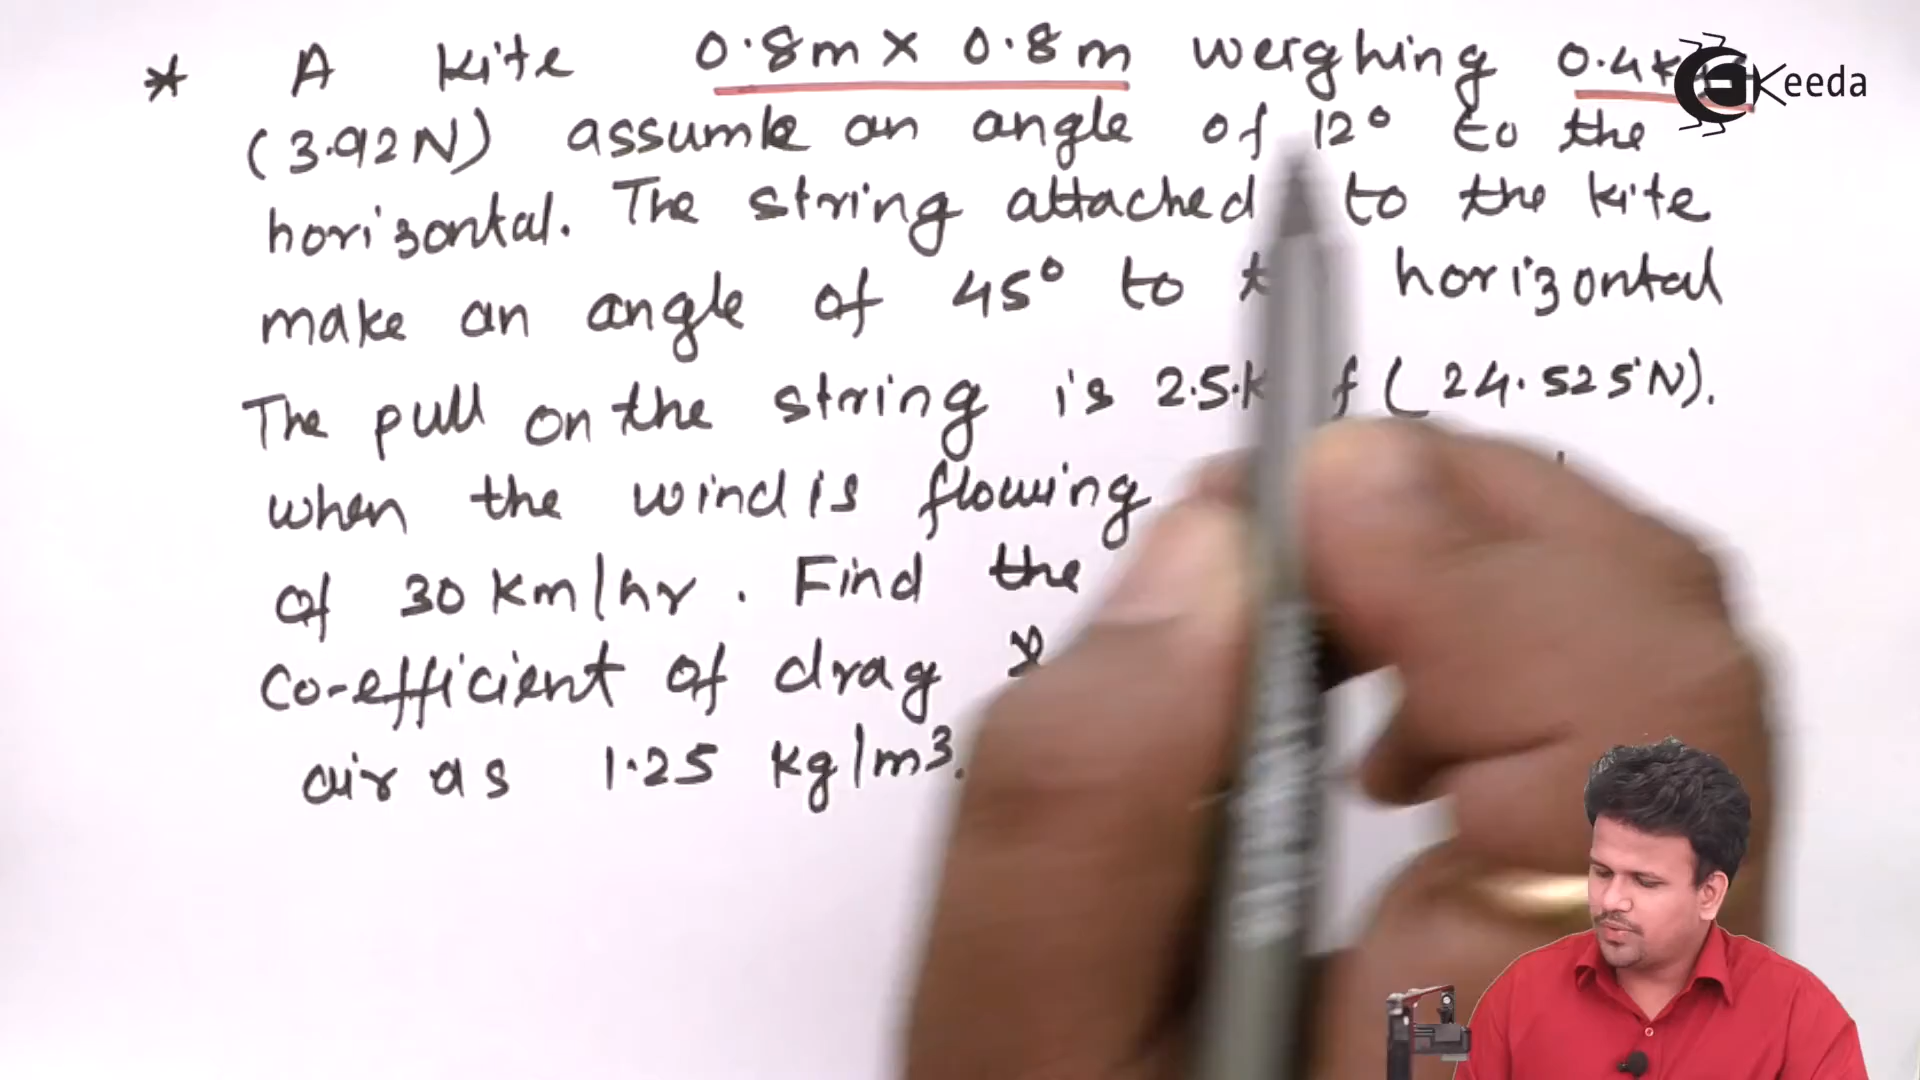 * A kite 0.8m x 0.8m weighing
Keeda
(3.92N) assume an angle of 12° to the
horizontal. The string attached to the kite
make an angle of 45° to horizontal
The pull on the string is 2.5 f (24.525N).
when the wind is flowing
of 30 km/hr. Find the
co-efficient of drag
air as 1.25 kg/m³.